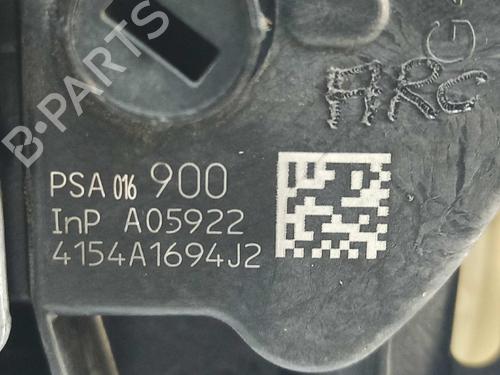 B-PARTS
G
ARC
PSA 016 900
InP A05922
4154A1694J2